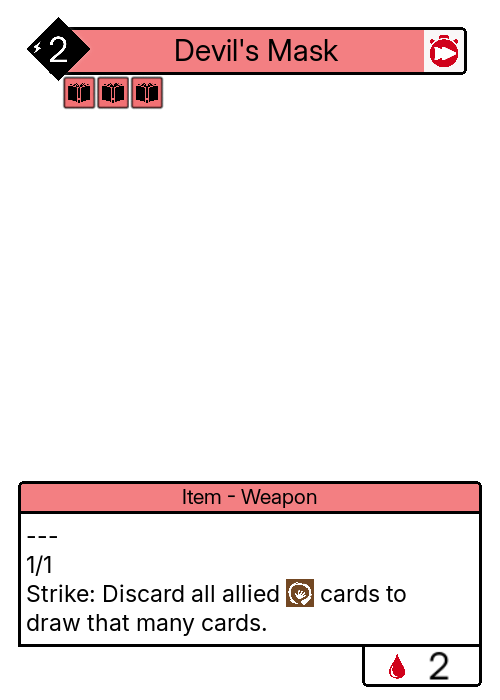 2
Devil's Mask
Item - Weapon
---
1/1
Strike: Discard all allied cards to
draw that many cards.
2